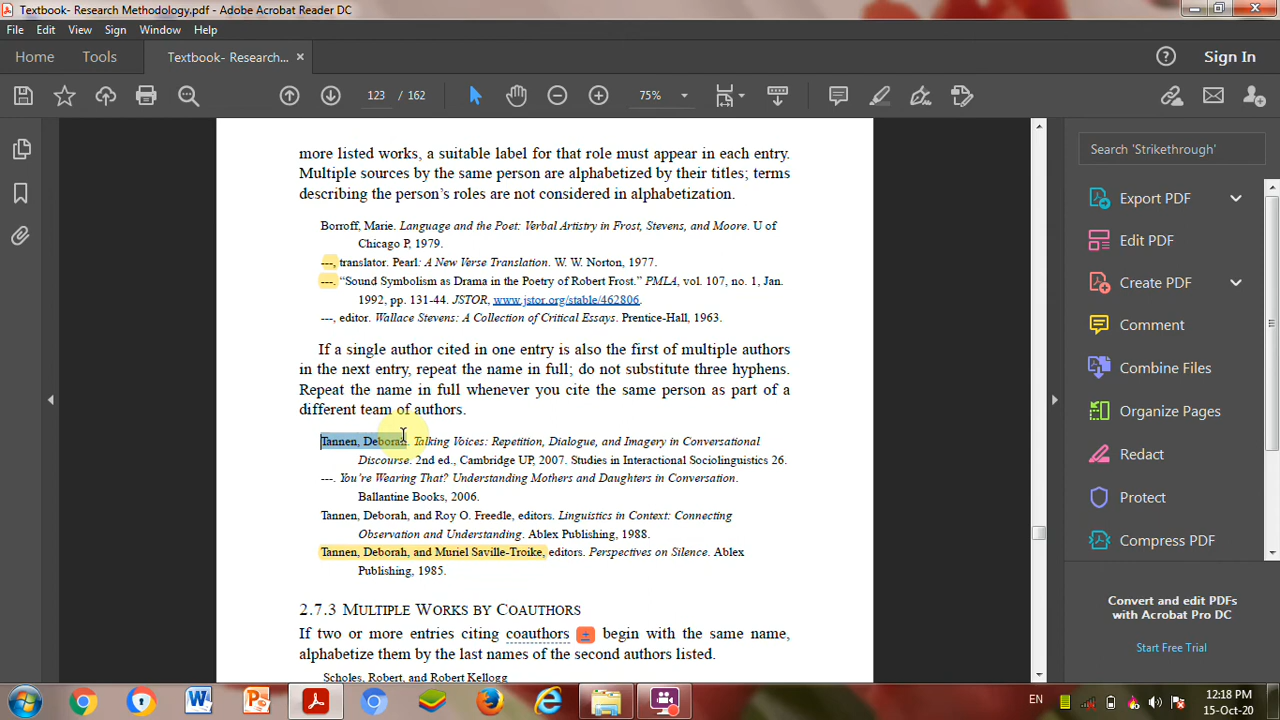 Textbook- Research Methodology.pdf - Adobe Acrobat Reader DC
File Edit View Sign Window Help
Home Tools Textbook- Research... × Sign In
123 / 162 75%
more listed works, a suitable label for that role must appear in each entry.
Multiple sources by the same person are alphabetized by their titles; terms
describing the person's roles are not considered in alphabetization.
Borroff, Marie. Language and the Poet: Verbal Artistry in Frost, Stevens, and Moore. U of
Chicago P, 1979.
---, translator. Pearl: A New Verse Translation. W. W. Norton, 1977.
---. “Sound Symbolism as Drama in the Poetry of Robert Frost.” PMLA, vol. 107, no. 1, Jan.
1992, pp. 131-44. JSTOR, www.jstor.org/stable/462806.
---, editor. Wallace Stevens: A Collection of Critical Essays. Prentice-Hall, 1963.
If a single author cited in one entry is also the first of multiple authors
in the next entry, repeat the name in full; do not substitute three hyphens.
Repeat the name in full whenever you cite the same person as part of a
different team of authors.
Tannen, Deborah. Talking Voices: Repetition, Dialogue, and Imagery in Conversational
Discourse. 2nd ed., Cambridge UP, 2007. Studies in Interactional Sociolinguistics 26.
---. You're Wearing That? Understanding Mothers and Daughters in Conversation.
Ballantine Books, 2006.
Tannen, Deborah, and Roy O. Freedle, editors. Linguistics in Context: Connecting
Observation and Understanding. Ablex Publishing, 1988.
Tannen, Deborah, and Muriel Saville-Troike, editors. Perspectives on Silence. Ablex
Publishing, 1985.
2.7.3 MULTIPLE WORKS BY COAUTHORS
If two or more entries citing coauthors + begin with the same name,
alphabetize them by the last names of the second authors listed.
Scholes, Robert, and Robert Kellogg
Search 'Strikethrough'
Export PDF
Edit PDF
Create PDF
Comment
Combine Files
Organize Pages
Redact
Protect
Compress PDF
Convert and edit PDFs
with Acrobat Pro DC
Start Free Trial
EN
12:18 PM
15-Oct-20